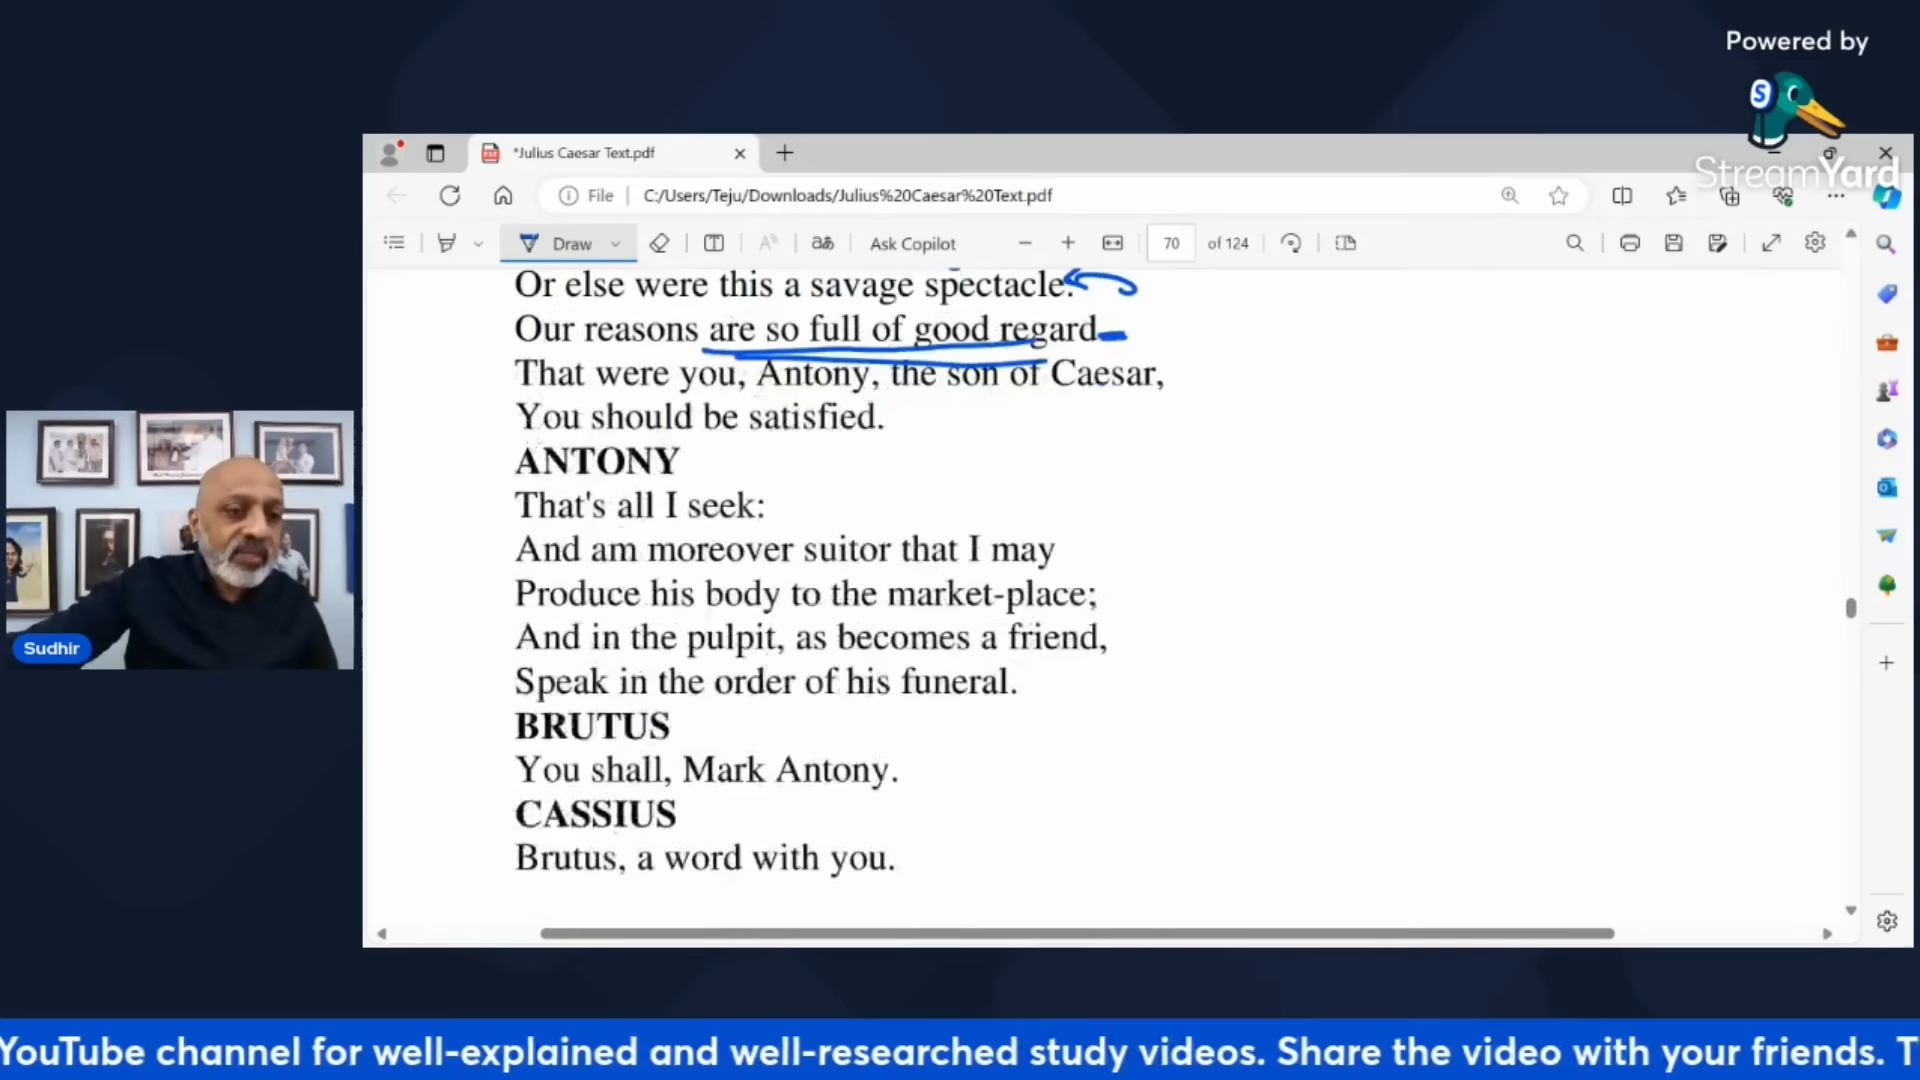 Powered by
StreamYard
*Julius Caesar Text.pdf
File
C:/Users/Teju/Downloads/Julius%20Caesar%20Text.pdf
Draw
Ask Copilot
70 of 124
Or else were this a savage spectacle:
Our reasons are so full of good regard
That were you, Antony, the son of Caesar,
You should be satisfied.
ANTONY
That's all I seek:
And am moreover suitor that I may
Produce his body to the market-place;
And in the pulpit, as becomes a friend,
Speak in the order of his funeral.
BRUTUS
You shall, Mark Antony.
CASSIUS
Brutus, a word with you.
Sudhir
YouTube channel for well-explained and well-researched study videos. Share the video with your friends. T